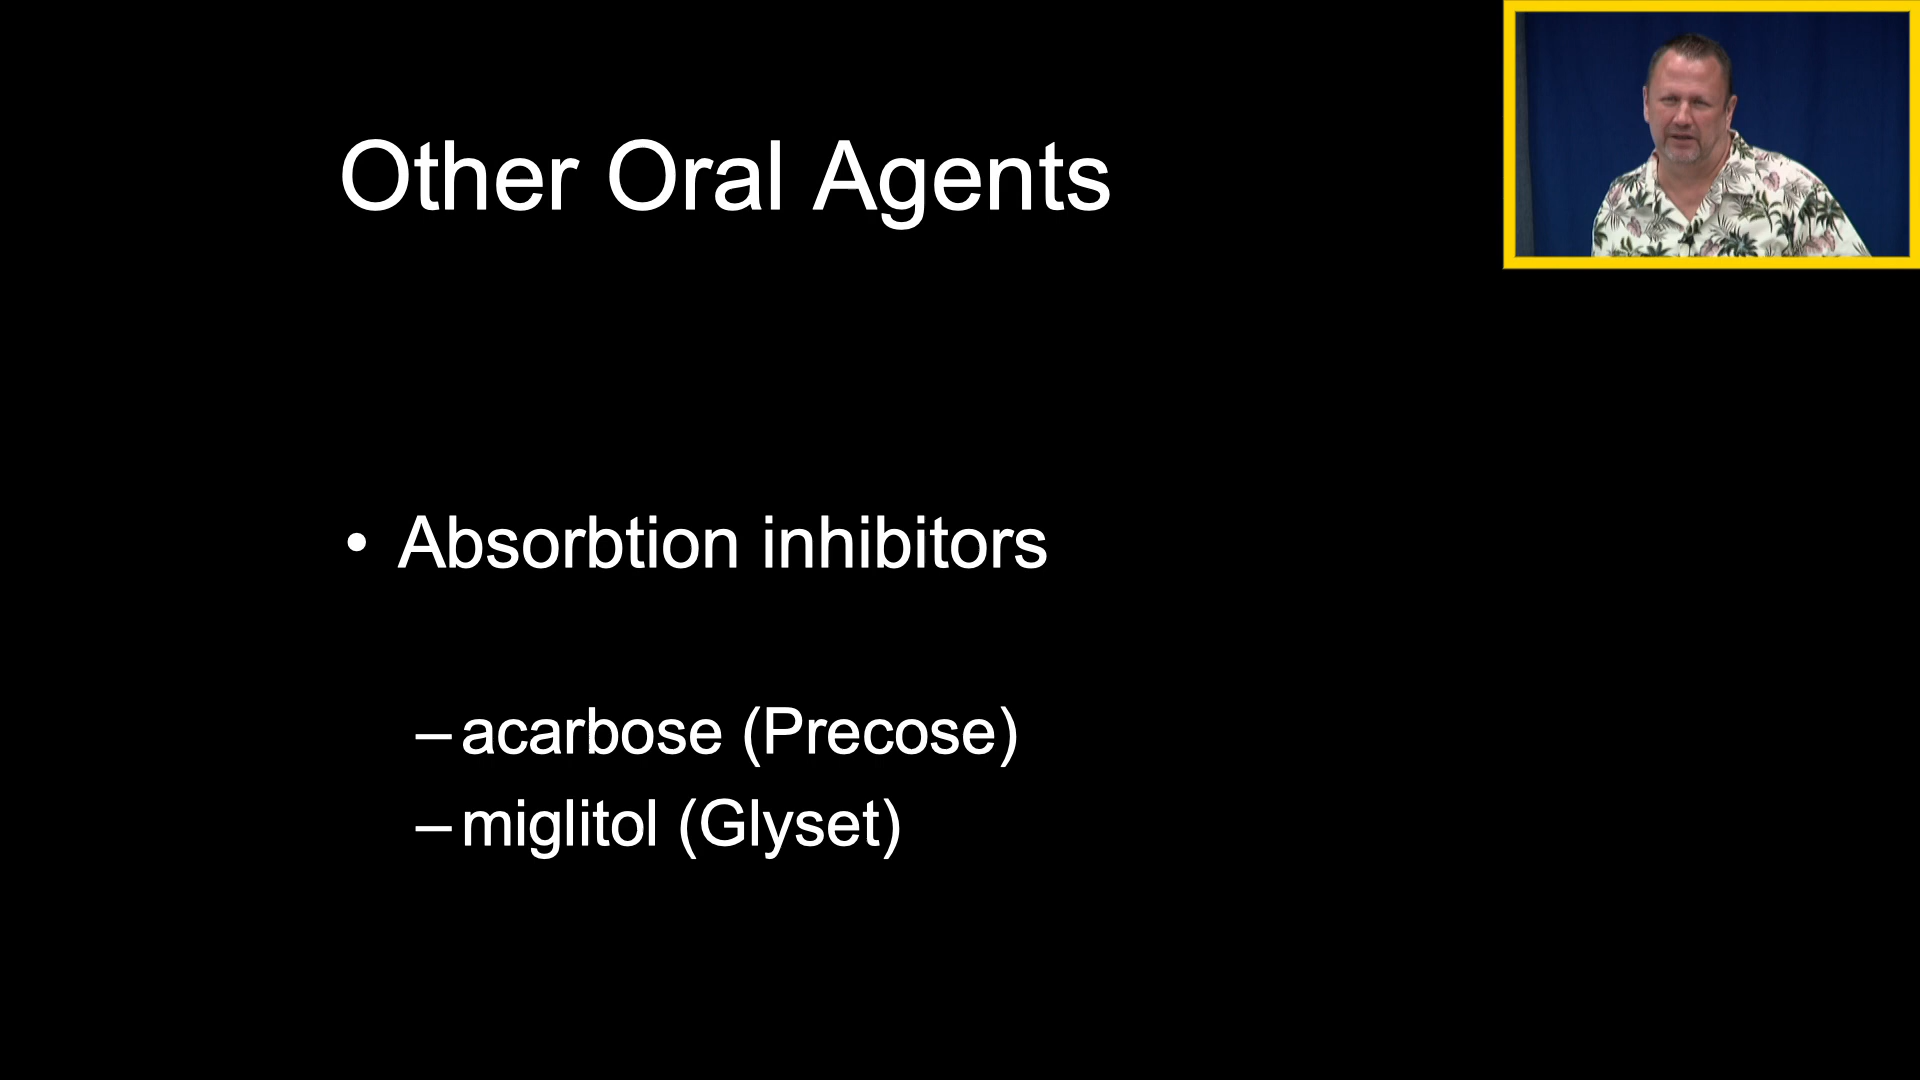 Other Oral Agents
• Absorbtion inhibitors
– acarbose (Precose)
– miglitol (Glyset)